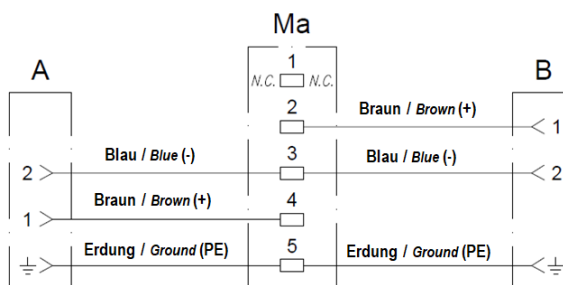 Ma
A
B
1
N.C. N.C.
2
Braun / Brown (+)
1
Blau / Blue (-)
3
Blau / Blue (-)
2
2
Braun / Brown (+)
4
1
Erdung / Ground (PE)
5
Erdung / Ground (PE)